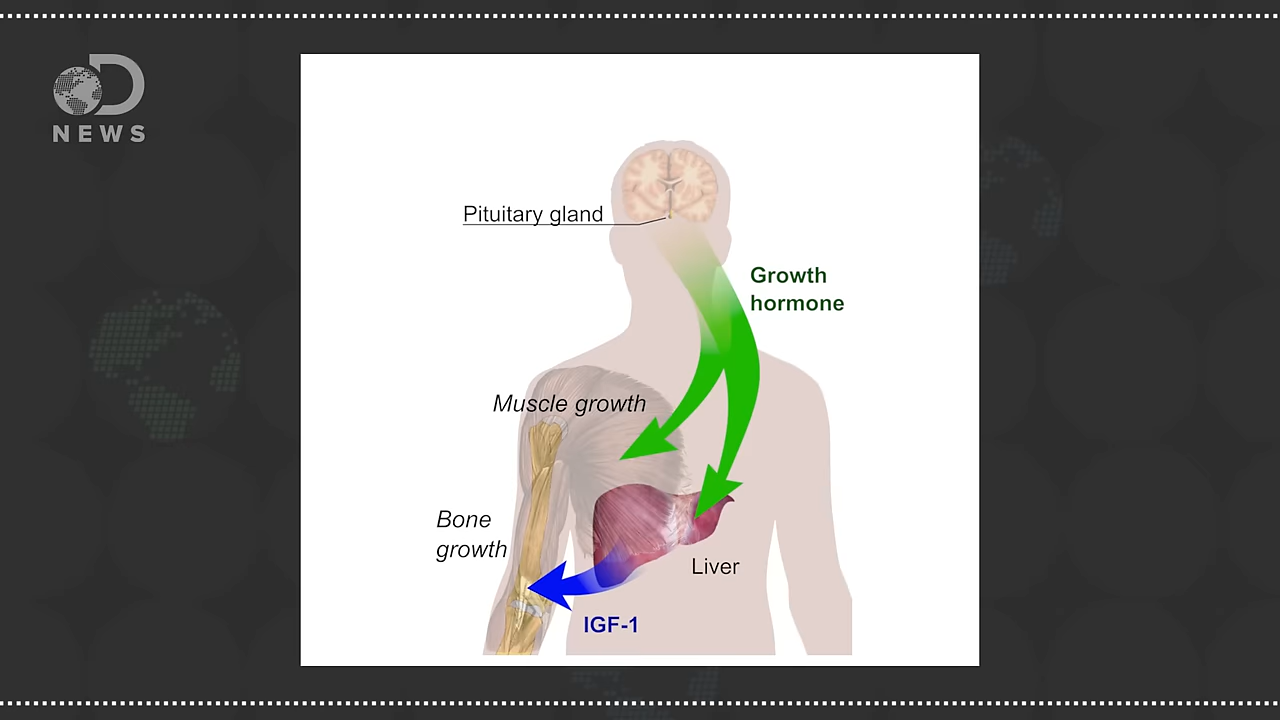 NEWS
Pituitary gland
Growth
hormone
Muscle growth
Bone
growth
Liver
IGF-1